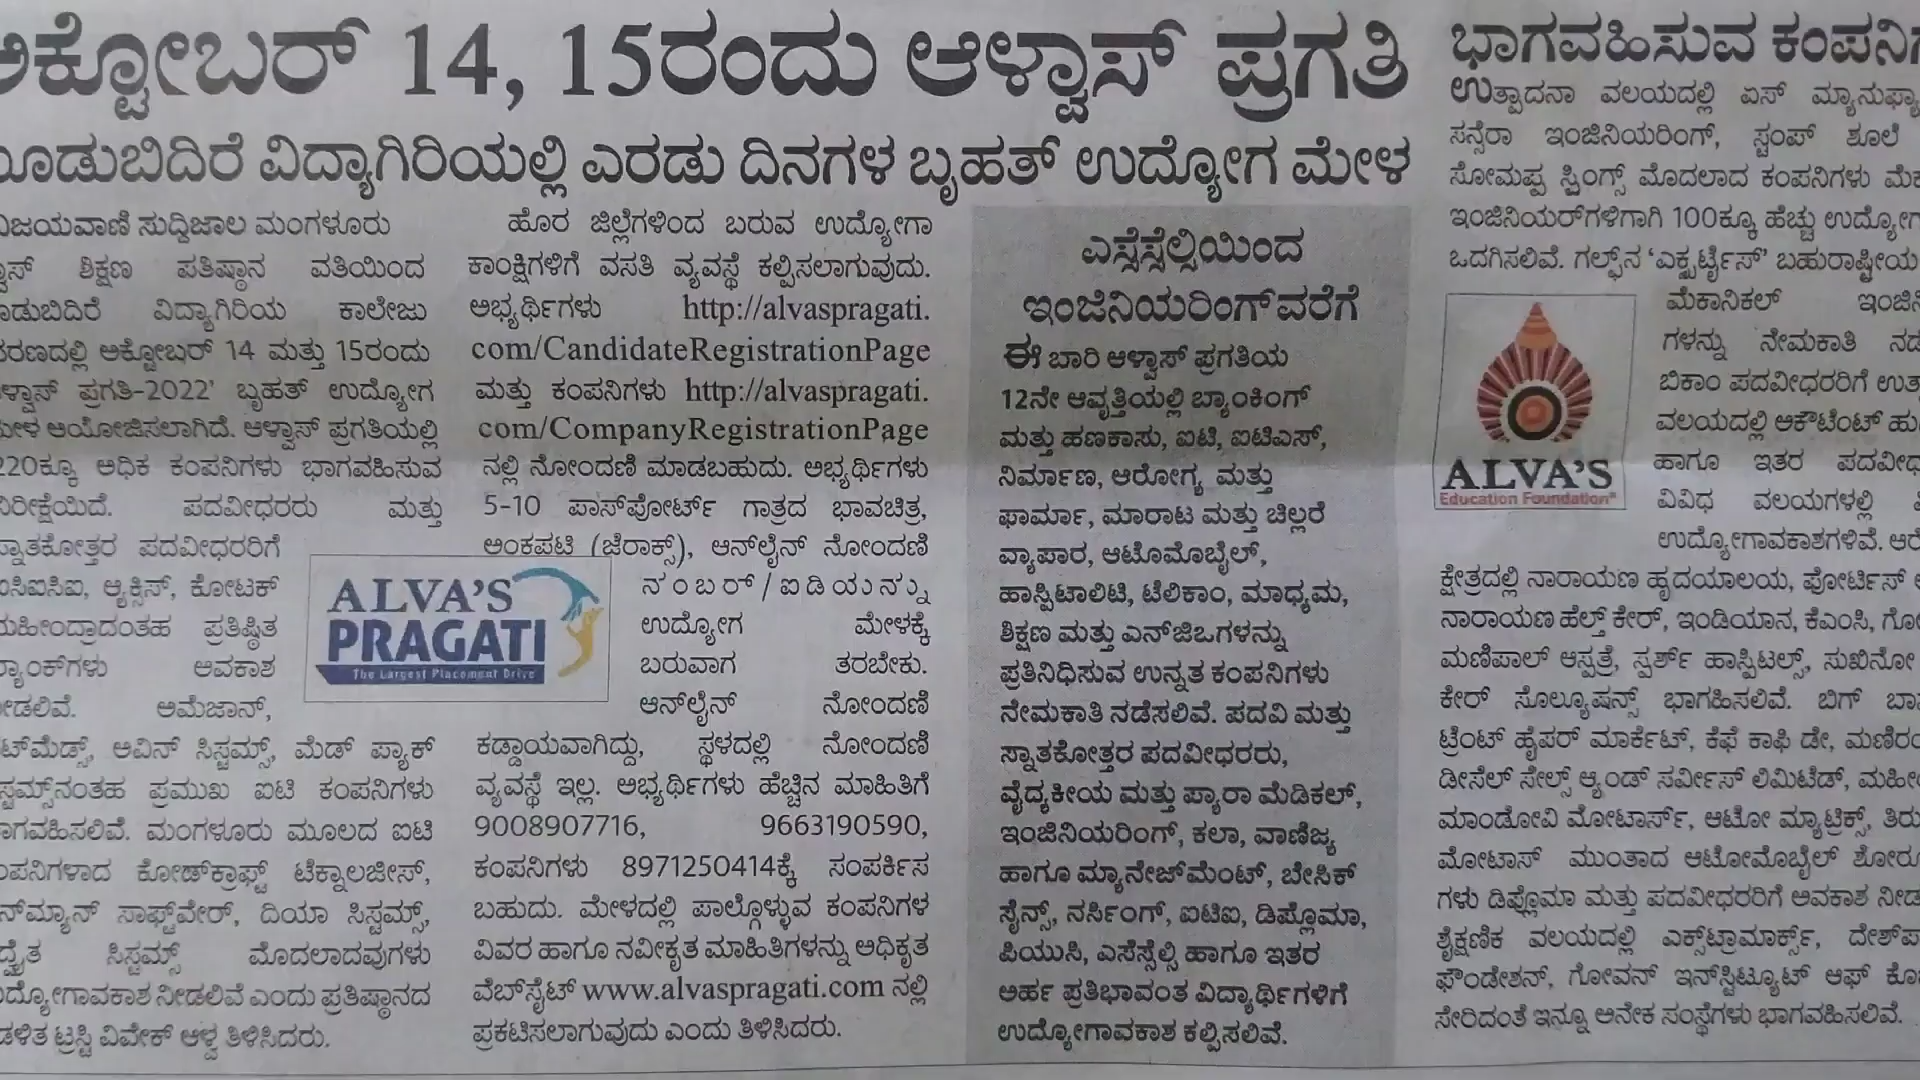 ಅಕ್ಟೋಬರ್ 14, 15ರಂದು ಆಳ್ವಾಸ್ ಪ್ರಗತಿ
ಮೂಡುಬಿದಿರೆ ವಿದ್ಯಾಗಿರಿಯಲ್ಲಿ ಎರಡು ದಿನಗಳ ಬೃಹತ್ ಉದ್ಯೋಗ ಮೇಳ
ವಿಜಯವಾಣಿ ಸುದ್ದಿಜಾಲ ಮಂಗಳೂರು
ಶಿಕ್ಷಣ ಪ್ರತಿಷ್ಠಾನ ವತಿಯಿಂದ
ವಿದ್ಯಾಗಿರಿಯ ಕಾಲೇಜು
ಅಕ್ಟೋಬರ್ 14 ಮತ್ತು 15ರಂದು
ಪ್ರಗತಿ-2022' ಬೃಹತ್ ಉದ್ಯೋಗ
ಆಯೋಜಿಸಲಾಗಿದೆ. ಆಳ್ವಾಸ್ ಪ್ರಗತಿಯಲ್ಲಿ
220ಕ್ಕೂ ಅಧಿಕ ಕಂಪನಿಗಳು ಭಾಗವಹಿಸುವ
ಪದವೀಧರರು ಮತ್ತು
ಪದವೀಧರರಿಗೆ
ಆ್ಯಕ್ಸಿಸ್, ಕೋಟಕ್
ಪ್ರತಿಷ್ಠಿತ
ಅವಕಾಶ
ಅಮೆಜಾನ್,
ಅವಿನ್ ಸಿಸ್ಟಮ್ಸ್, ಮೆಡ್ ಪ್ಯಾಕ್
ಪ್ರಮುಖ ಐಟಿ ಕಂಪನಿಗಳು
ಮಂಗಳೂರು ಮೂಲದ ಐಟಿ
ಕೋಡ್‌ಕ್ರಾಫ್ಟ್ ಟೆಕ್ನಾಲಜೀಸ್,
ಸಾಫ್ಟ್‌ವೇರ್, ದಿಯಾ ಸಿಸ್ಟಮ್ಸ್,
ಸಿಸ್ಟಮ್ಸ್ ಮೊದಲಾದವುಗಳು
ನೀಡಲಿವೆ ಎಂದು ಪ್ರತಿಷ್ಠಾನದ
ಟ್ರಸ್ಟಿ ವಿವೇಕ್ ಆಳ್ವ ತಿಳಿಸಿದರು.
ALVA'S
PRAGATI
The Largest Placement Drive
ಹೊರ ಜಿಲ್ಲೆಗಳಿಂದ ಬರುವ ಉದ್ಯೋಗಾ
ಕಾಂಕ್ಷಿಗಳಿಗೆ ವಸತಿ ವ್ಯವಸ್ಥೆ ಕಲ್ಪಿಸಲಾಗುವುದು.
ಅಭ್ಯರ್ಥಿಗಳು http://alvaspragati.
com/CandidateRegistrationPage
ಮತ್ತು ಕಂಪನಿಗಳು http://alvaspragati.
com/CompanyRegistrationPage
ನಲ್ಲಿ ನೋಂದಣಿ ಮಾಡಬಹುದು. ಅಭ್ಯರ್ಥಿಗಳು
5-10 ಪಾಸ್‌ಪೋರ್ಟ್ ಗಾತ್ರದ ಭಾವಚಿತ್ರ,
ಅಂಕಪಟಿ (ಜೆರಾಕ್ಸ್), ಆನ್‌ಲೈನ್ ನೋಂದಣಿ
ನಂಬರ್/ಐಡಿಯನ್ನು
ಉದ್ಯೋಗ ಮೇಳಕ್ಕೆ
ಬರುವಾಗ ತರಬೇಕು.
ಆನ್‌ಲೈನ್ ನೋಂದಣಿ
ಕಡ್ಡಾಯವಾಗಿದ್ದು, ಸ್ಥಳದಲ್ಲಿ ನೋಂದಣಿ
ವ್ಯವಸ್ಥೆ ಇಲ್ಲ. ಅಭ್ಯರ್ಥಿಗಳು ಹೆಚ್ಚಿನ ಮಾಹಿತಿಗೆ
9008907716, 9663190590,
ಕಂಪನಿಗಳು 8971250414ಕ್ಕೆ ಸಂಪರ್ಕಿಸ
ಬಹುದು. ಮೇಳದಲ್ಲಿ ಪಾಲ್ಗೊಳ್ಳುವ ಕಂಪನಿಗಳ
ವಿವರ ಹಾಗೂ ನವೀಕೃತ ಮಾಹಿತಿಗಳನ್ನು ಅಧಿಕೃತ
ವೆಬ್‌ಸೈಟ್ www.alvaspragati.com ನಲ್ಲಿ
ಪ್ರಕಟಿಸಲಾಗುವುದು ಎಂದು ತಿಳಿಸಿದರು.
ಎಸ್ಸೆಸ್ಸೆಲ್ಸಿಯಿಂದ
ಇಂಜಿನಿಯರಿಂಗ್‌ವರೆಗೆ
ಈ ಬಾರಿ ಆಳ್ವಾಸ್ ಪ್ರಗತಿಯ
12ನೇ ಆವೃತ್ತಿಯಲ್ಲಿ ಬ್ಯಾಂಕಿಂಗ್
ಮತ್ತು ಹಣಕಾಸು, ಐಟಿ, ಐಟಿಎಸ್,
ನಿರ್ಮಾಣ, ಆರೋಗ್ಯ ಮತ್ತು
ಫಾರ್ಮಾ, ಮಾರಾಟ ಮತ್ತು ಚಿಲ್ಲರೆ
ವ್ಯಾಪಾರ, ಆಟೊಮೊಬೈಲ್,
ಹಾಸ್ಪಿಟಾಲಿಟಿ, ಟೆಲಿಕಾಂ, ಮಾಧ್ಯಮ,
ಶಿಕ್ಷಣ ಮತ್ತು ಎನ್‌ಜಿಒಗಳನ್ನು
ಪ್ರತಿನಿಧಿಸುವ ಉನ್ನತ ಕಂಪನಿಗಳು
ನೇಮಕಾತಿ ನಡೆಸಲಿವೆ. ಪದವಿ ಮತ್ತು
ಸ್ನಾತಕೋತ್ತರ ಪದವೀಧರರು,
ವೈದ್ಯಕೀಯ ಮತ್ತು ಪ್ಯಾರಾ ಮೆಡಿಕಲ್,
ಇಂಜಿನಿಯರಿಂಗ್, ಕಲಾ, ವಾಣಿಜ್ಯ
ಹಾಗೂ ಮ್ಯಾನೇಜ್‌ಮೆಂಟ್, ಬೇಸಿಕ್
ಸೈನ್ಸ್, ನರ್ಸಿಂಗ್, ಐಟಿಐ, ಡಿಪ್ಲೊಮಾ,
ಪಿಯುಸಿ, ಎಸೆಸ್ಸೆಲ್ಸಿ ಹಾಗೂ ಇತರ
ಅರ್ಹ ಪ್ರತಿಭಾವಂತ ವಿದ್ಯಾರ್ಥಿಗಳಿಗೆ
ಉದ್ಯೋಗಾವಕಾಶ ಕಲ್ಪಿಸಲಿವೆ.
ಭಾಗವಹಿಸುವ
ಉತ್ಪಾದನಾ ವಲಯದಲ್ಲಿ ಏಸ್
ಸನ್ಸೆರಾ ಇಂಜಿನಿಯರಿಂಗ್, ಸ್ಟಂಪ್ ಶೂಲೆ
ಸೋಮಪ್ಪ ಸ್ಪ್ರಿಂಗ್ಸ್ ಮೊದಲಾದ ಕಂಪನಿಗಳು
ಇಂಜಿನಿಯರ್‌ಗಳಿಗಾಗಿ 100ಕ್ಕೂ ಹೆಚ್ಚು
ಒದಗಿಸಲಿವೆ. ಗಲ್ಫ್‌ನ 'ಎಕ್ಸ್ಪರ್ಟೈಸ್' ಬಹುರಾಷ್ಟ್ರೀಯ
ಮೆಕಾನಿಕಲ್
ಗಳನ್ನು ನೇಮಕಾತಿ
ಬಿಕಾಂ ಪದವೀಧರರಿಗೆ
ವಲಯದಲ್ಲಿ ಅಕೌಟೆಂಟ್
ಹಾಗೂ ಇತರ
ವಿವಿಧ ವಲಯಗಳಲ್ಲಿ
ಉದ್ಯೋಗಾವಕಾಶಗಳಿವೆ.
ALVA'S
Education Foundation®
ಕ್ಷೇತ್ರದಲ್ಲಿ ನಾರಾಯಣ ಹೃದಯಾಲಯ, ಪೋರ್ಟಿಸ್
ನಾರಾಯಣ ಹೆಲ್ತ್ ಕೇರ್, ಇಂಡಿಯಾನ, ಕೆಎಂಸಿ,
ಮಣಿಪಾಲ್ ಆಸ್ಪತ್ರೆ, ಸ್ಪರ್ಶ್ ಹಾಸ್ಪಿಟಲ್ಸ್, ಸುಖಿನೋ
ಕೇರ್ ಸೊಲ್ಯೂಷನ್ಸ್ ಭಾಗಹಿಸಲಿವೆ. ಬಿಗ್
ಟ್ರೆಂಟ್ ಹೈಪರ್ ಮಾರ್ಕೆಟ್, ಕೆಫೆ ಕಾಫಿ ಡೇ,
ಡೀಸೆಲ್ ಸೇಲ್ಸ್ ಆ್ಯಂಡ್ ಸರ್ವೀಸ್ ಲಿಮಿಟೆಡ್,
ಮಾಂಡೋವಿ ಮೋಟಾರ್ಸ್, ಆಟೋ ಮ್ಯಾಟ್ರಿಕ್ಸ್,
ಮೋಟಾಸ್ ಮುಂತಾದ ಆಟೊಮೊಬೈಲ್
ಗಳು ಡಿಪ್ಲೊಮಾ ಮತ್ತು ಪದವೀಧರರಿಗೆ ಅವಕಾಶ
ಶೈಕ್ಷಣಿಕ ವಲಯದಲ್ಲಿ ಎಕ್ಸ್‌ಟ್ರಾಮಾರ್ಕ್ಸ್,
ಫೌಂಡೇಶನ್, ಗೋವನ್ ಇನ್‌ಸ್ಟಿಟ್ಯೂಟ್ ಆಫ್
ಸೇರಿದಂತೆ ಇನ್ನೂ ಅನೇಕ ಸಂಸ್ಥೆಗಳು ಭಾಗವಹಿಸಲಿವೆ.